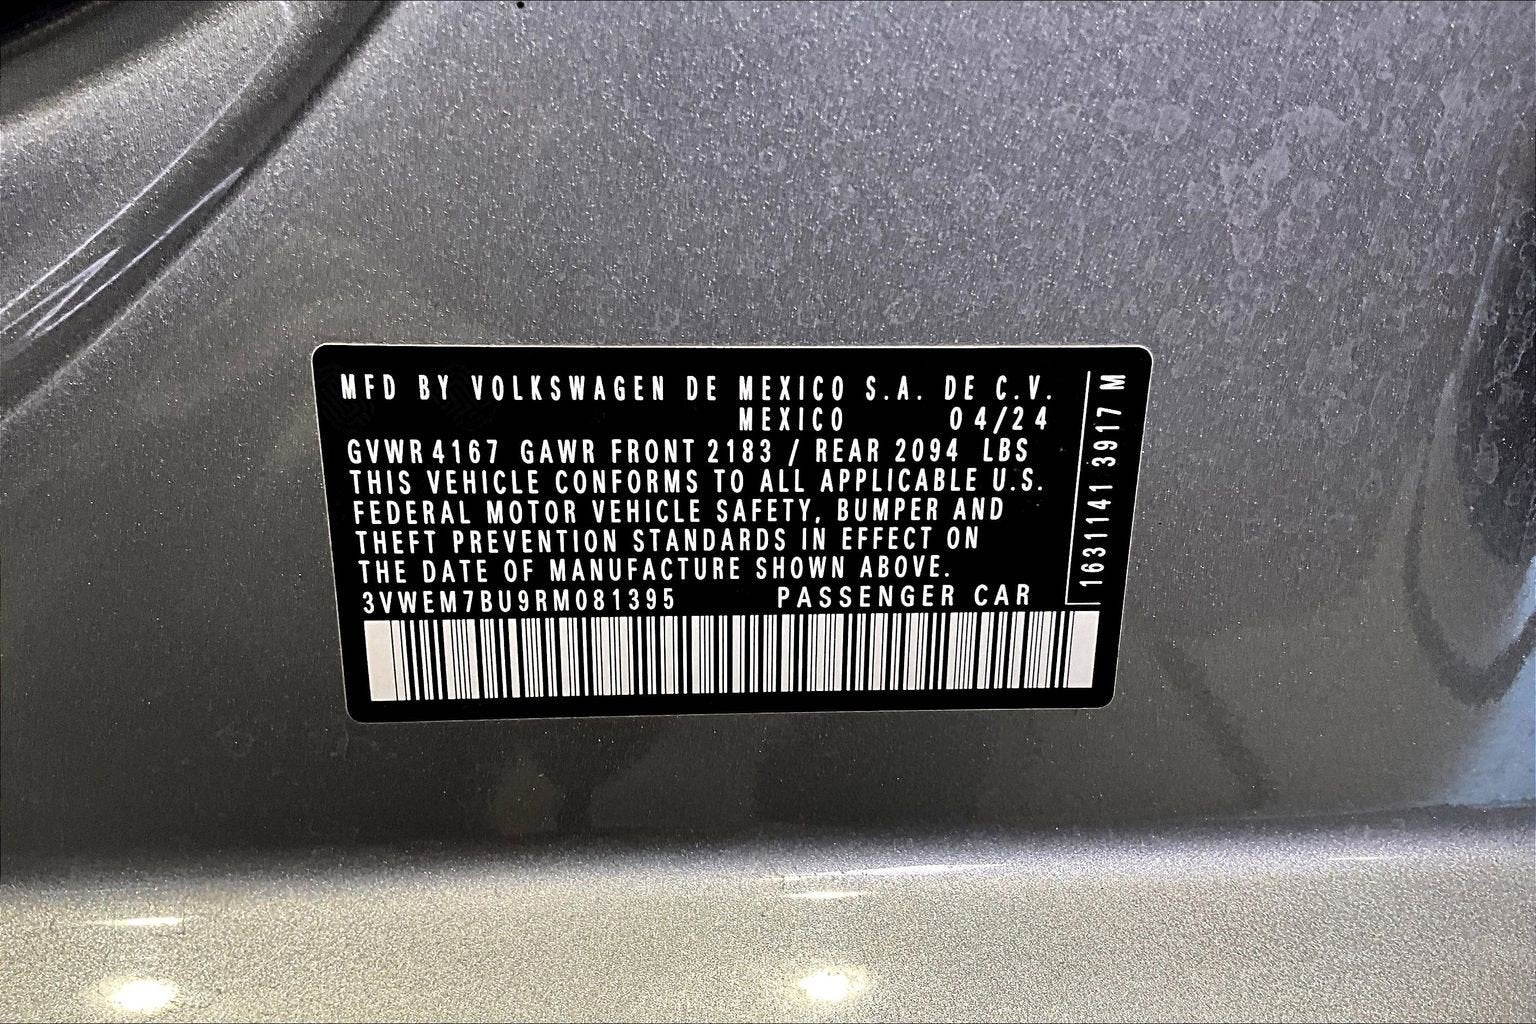 MFD BY VOLKSWAGEN DE MEXICO S.A. DE C.V.
MEXICO 04/24
GVWR 4167 GAWR FRONT 2183 / REAR 2094 LBS
THIS VEHICLE CONFORMS TO ALL APPLICABLE U.S.
FEDERAL MOTOR VEHICLE SAFETY, BUMPER AND
THEFT PREVENTION STANDARDS IN EFFECT ON
THE DATE OF MANUFACTURE SHOWN ABOVE.
3VWEM7BU9RM081395 PASSENGER CAR
1631141 3917 M